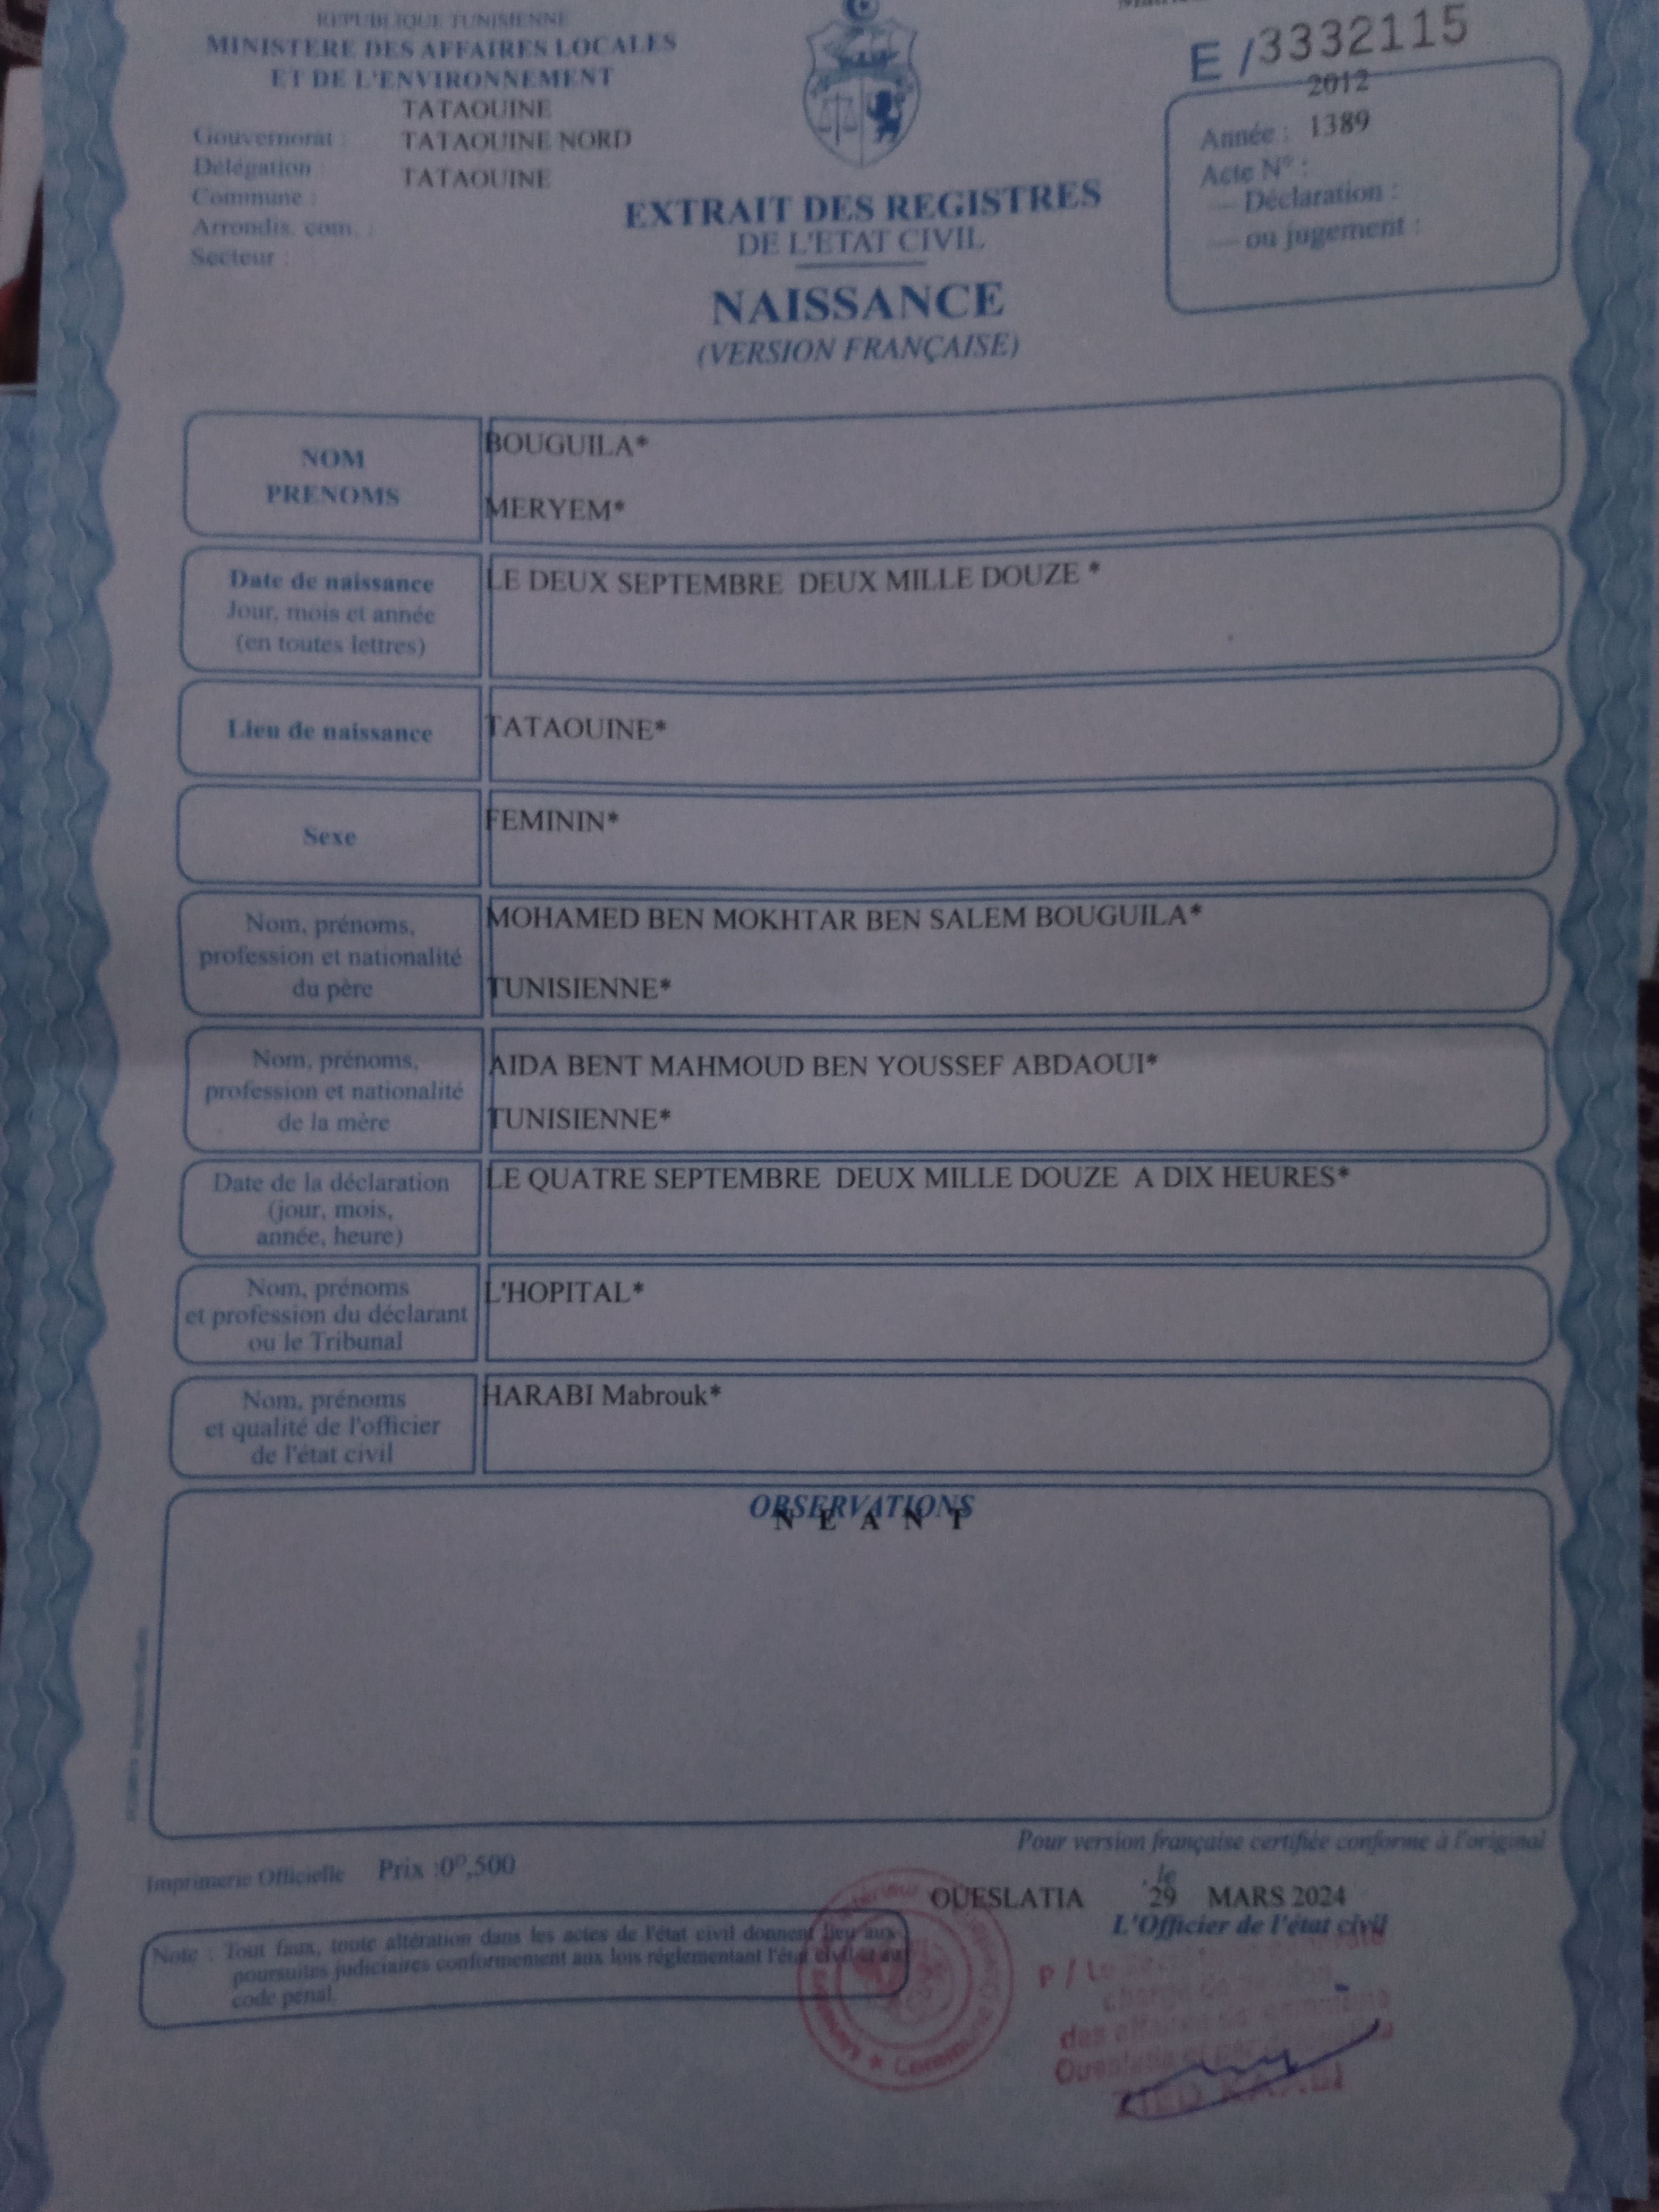 REPUBLIQUE TUNISIENNE
MINISTERE DES AFFAIRES LOCALES
ET DE L'ENVIRONNEMENT
TATAOUINE
Gouvernorat : TATAOUINE NORD
Délégation :
Commune : TATAOUINE
Arrondis. com. :
Secteur :
E / 3332115
2012
Année : 1389
Acte N° :
— Déclaration :
— ou jugement :
EXTRAIT DES REGISTRES
DE L'ETAT CIVIL
NAISSANCE
(VERSION FRANÇAISE)
NOM
PRENOMS
BOUGUILA*
MERYEM*
Date de naissance
Jour, mois et année
(en toutes lettres)
LE DEUX SEPTEMBRE DEUX MILLE DOUZE *
Lieu de naissance
TATAOUINE*
Sexe
FEMININ*
Nom, prénoms,
profession et nationalité
du père
MOHAMED BEN MOKHTAR BEN SALEM BOUGUILA*
TUNISIENNE*
Nom, prénoms,
profession et nationalité
de la mère
AIDA BENT MAHMOUD BEN YOUSSEF ABDAOUI*
TUNISIENNE*
Date de la déclaration
(jour, mois,
année, heure)
LE QUATRE SEPTEMBRE DEUX MILLE DOUZE A DIX HEURES*
Nom, prénoms
et profession du déclarant
ou le Tribunal
L'HOPITAL*
Nom, prénoms
et qualité de l'officier
de l'état civil
HARABI Mabrouk*
OBSERVATIONS
N E A N T
Pour version française certifiée conforme à l'original
Imprimerie Officielle Prix :0ᴰ,500
OUESLATIA le 29 MARS 2024
L'Officier de l'état civil
Note : Tout faux, toute altération dans les actes de l'état civil donnent lieu aux
poursuites judiciaires conformement aux lois réglementant l'état civil et au
code pénal.
P / Le
chargé de
des affaires
Oueslatia
Commune